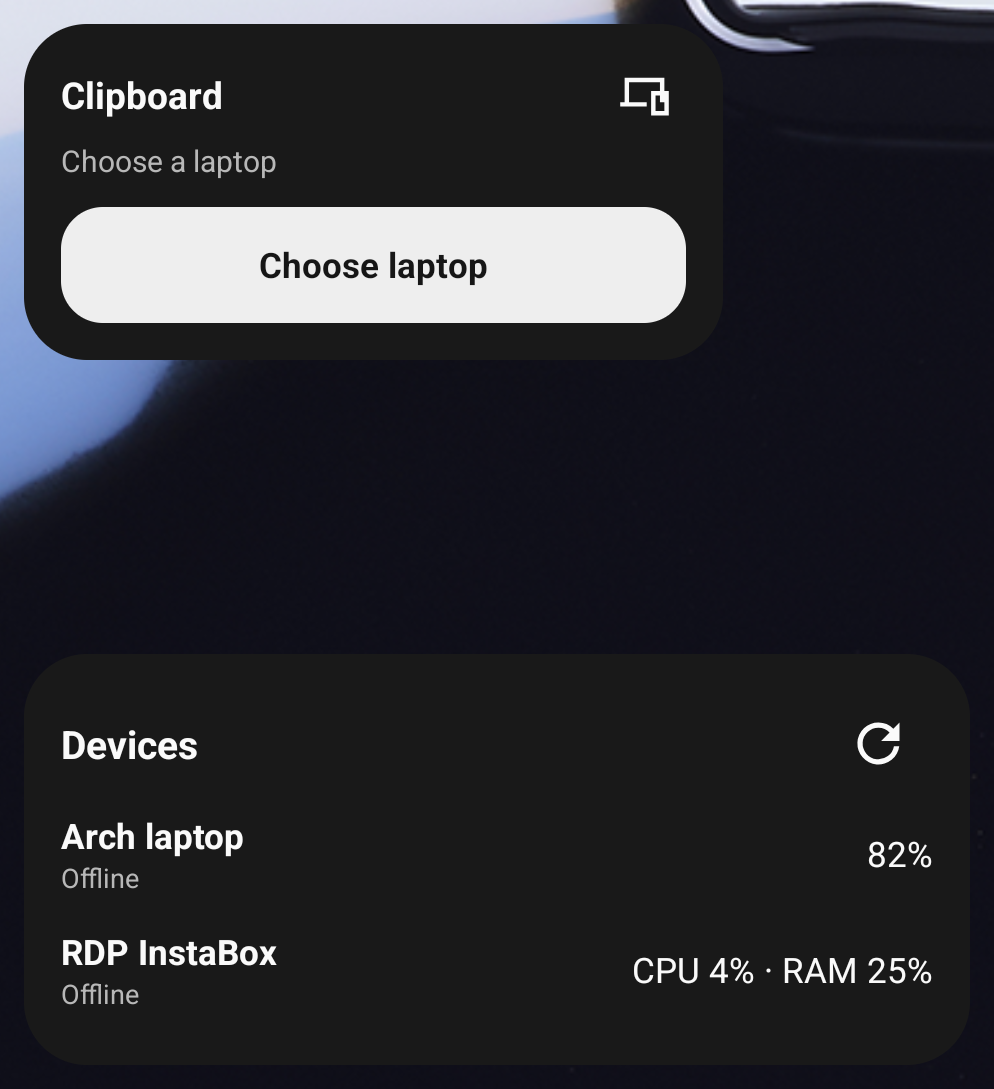 Clipboard
Choose a laptop
Choose laptop
Devices
Arch laptop
Offline
82%
RDP InstaBox
Offline
CPU 4% · RAM 25%